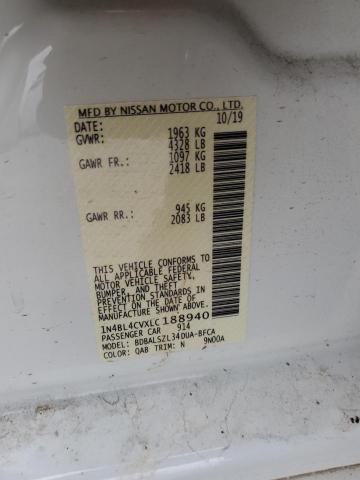 MFD BY NISSAN MOTOR CO., LTD.
DATE: 10/19
GVWR: 1963 KG
4328 LB
GAWR FR.: 1097 KG
2418 LB
GAWR RR.: 945 KG
2083 LB
THIS VEHICLE CONFORMS TO
ALL APPLICABLE FEDERAL
MOTOR VEHICLE SAFETY,
BUMPER, AND THEFT
PREVENTION STANDARDS IN
EFFECT ON THE DATE OF
MANUFACTURE SHOWN ABOVE.
1N4BL4CVXLC188940
PASSENGER CAR 914
MODEL: BDBALSZL34DUA-BFCA
COLOR: QAB TRIM: N 9N00A